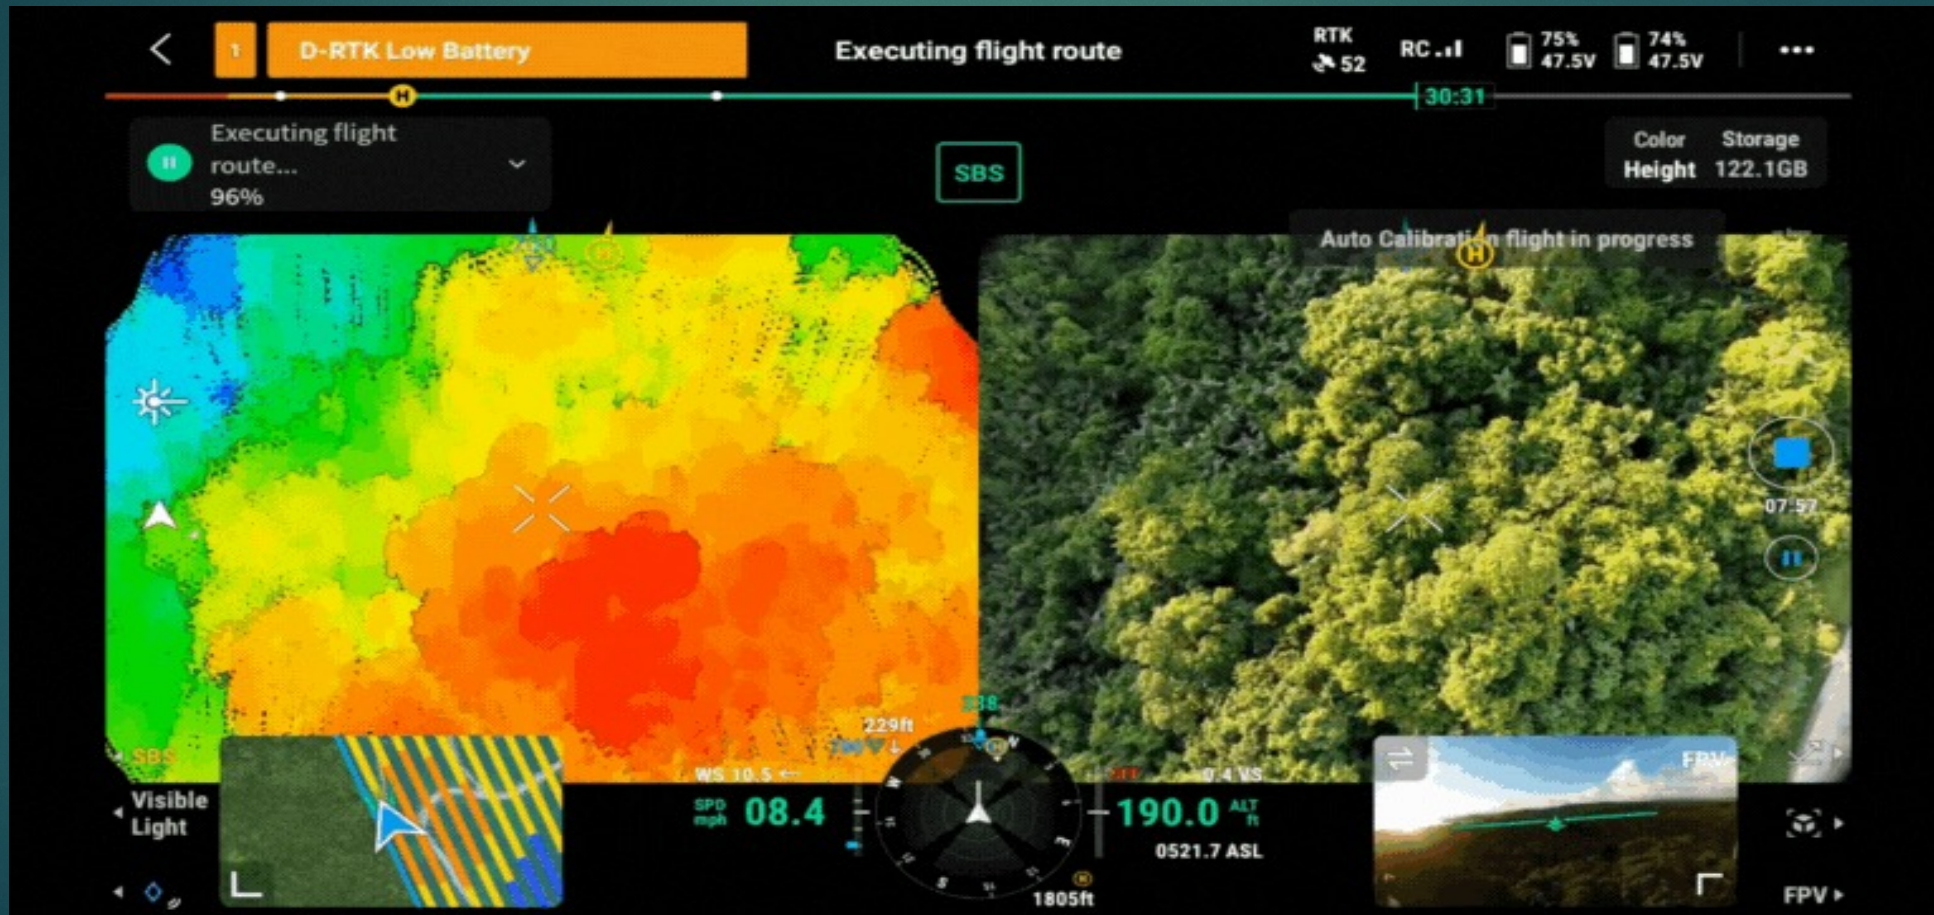 1
D-RTK Low Battery
Executing flight route
RTK
52
RC
75%
47.5V
74%
47.5V
H
30:31
Executing flight
route...
96%
SBS
Color Storage
Height 122.1GB
Auto Calibration flight in progress
H
H
07:57
SBS
Visible
Light
229ft
WS 10.5
SPD
mph
08.4
N
W
E
S
0.4 VS
190.0 ALT
ft
0521.7 ASL
1805ft
FPV
FPV